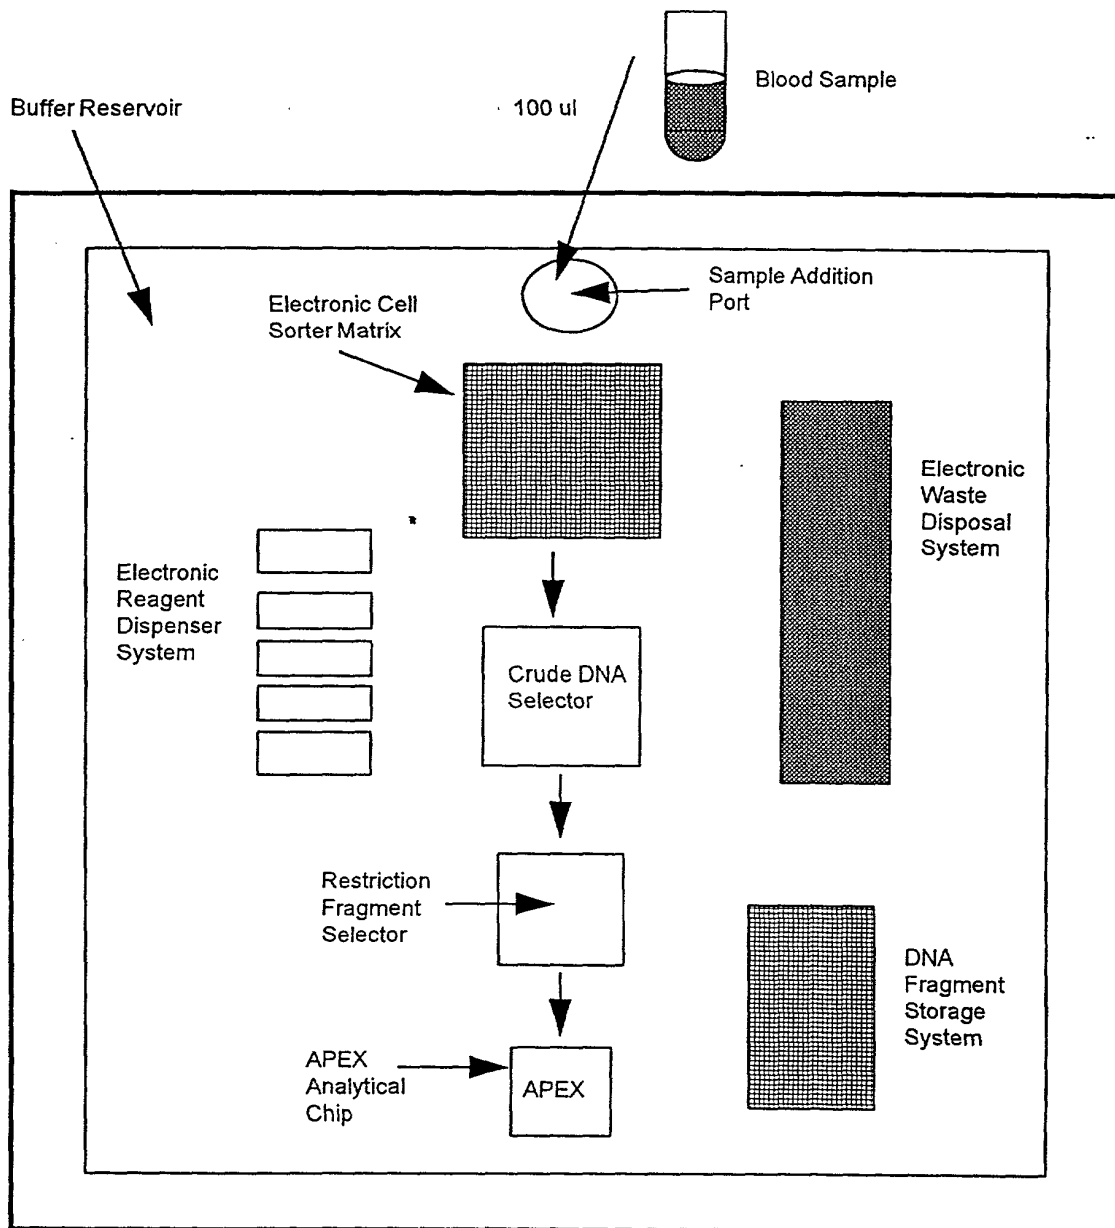 Blood Sample
Buffer Reservoir
100 ul
Sample Addition
Port
Electronic Cell
Sorter Matrix
Electronic
Waste
Disposal
System
Electronic
Reagent
Dispenser
System
Crude DNA
Selector
Restriction
Fragment
Selector
DNA
Fragment
Storage
System
APEX
Analytical
Chip
APEX